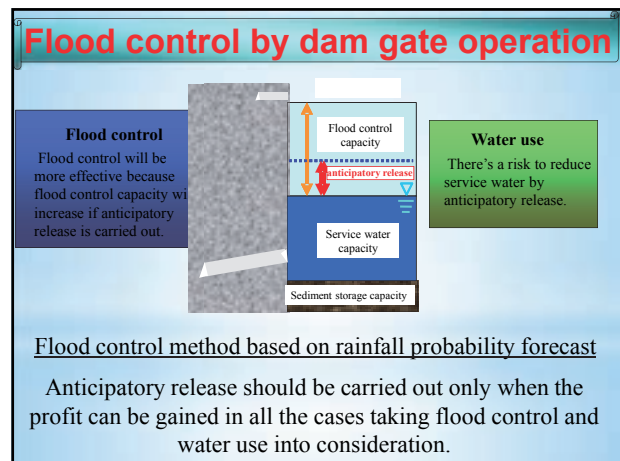 Flood control by dam gate operation
Flood control
Flood control will be
more effective because
flood control capacity wi
increase if anticipatory
release is carried out.
Flood control
capacity
anticipatory release
Service water
capacity
Sediment storage capacity
Water use
There's a risk to reduce
service water by
anticipatory release.
Flood control method based on rainfall probability forecast
Anticipatory release should be carried out only when the
profit can be gained in all the cases taking flood control and
water use into consideration.